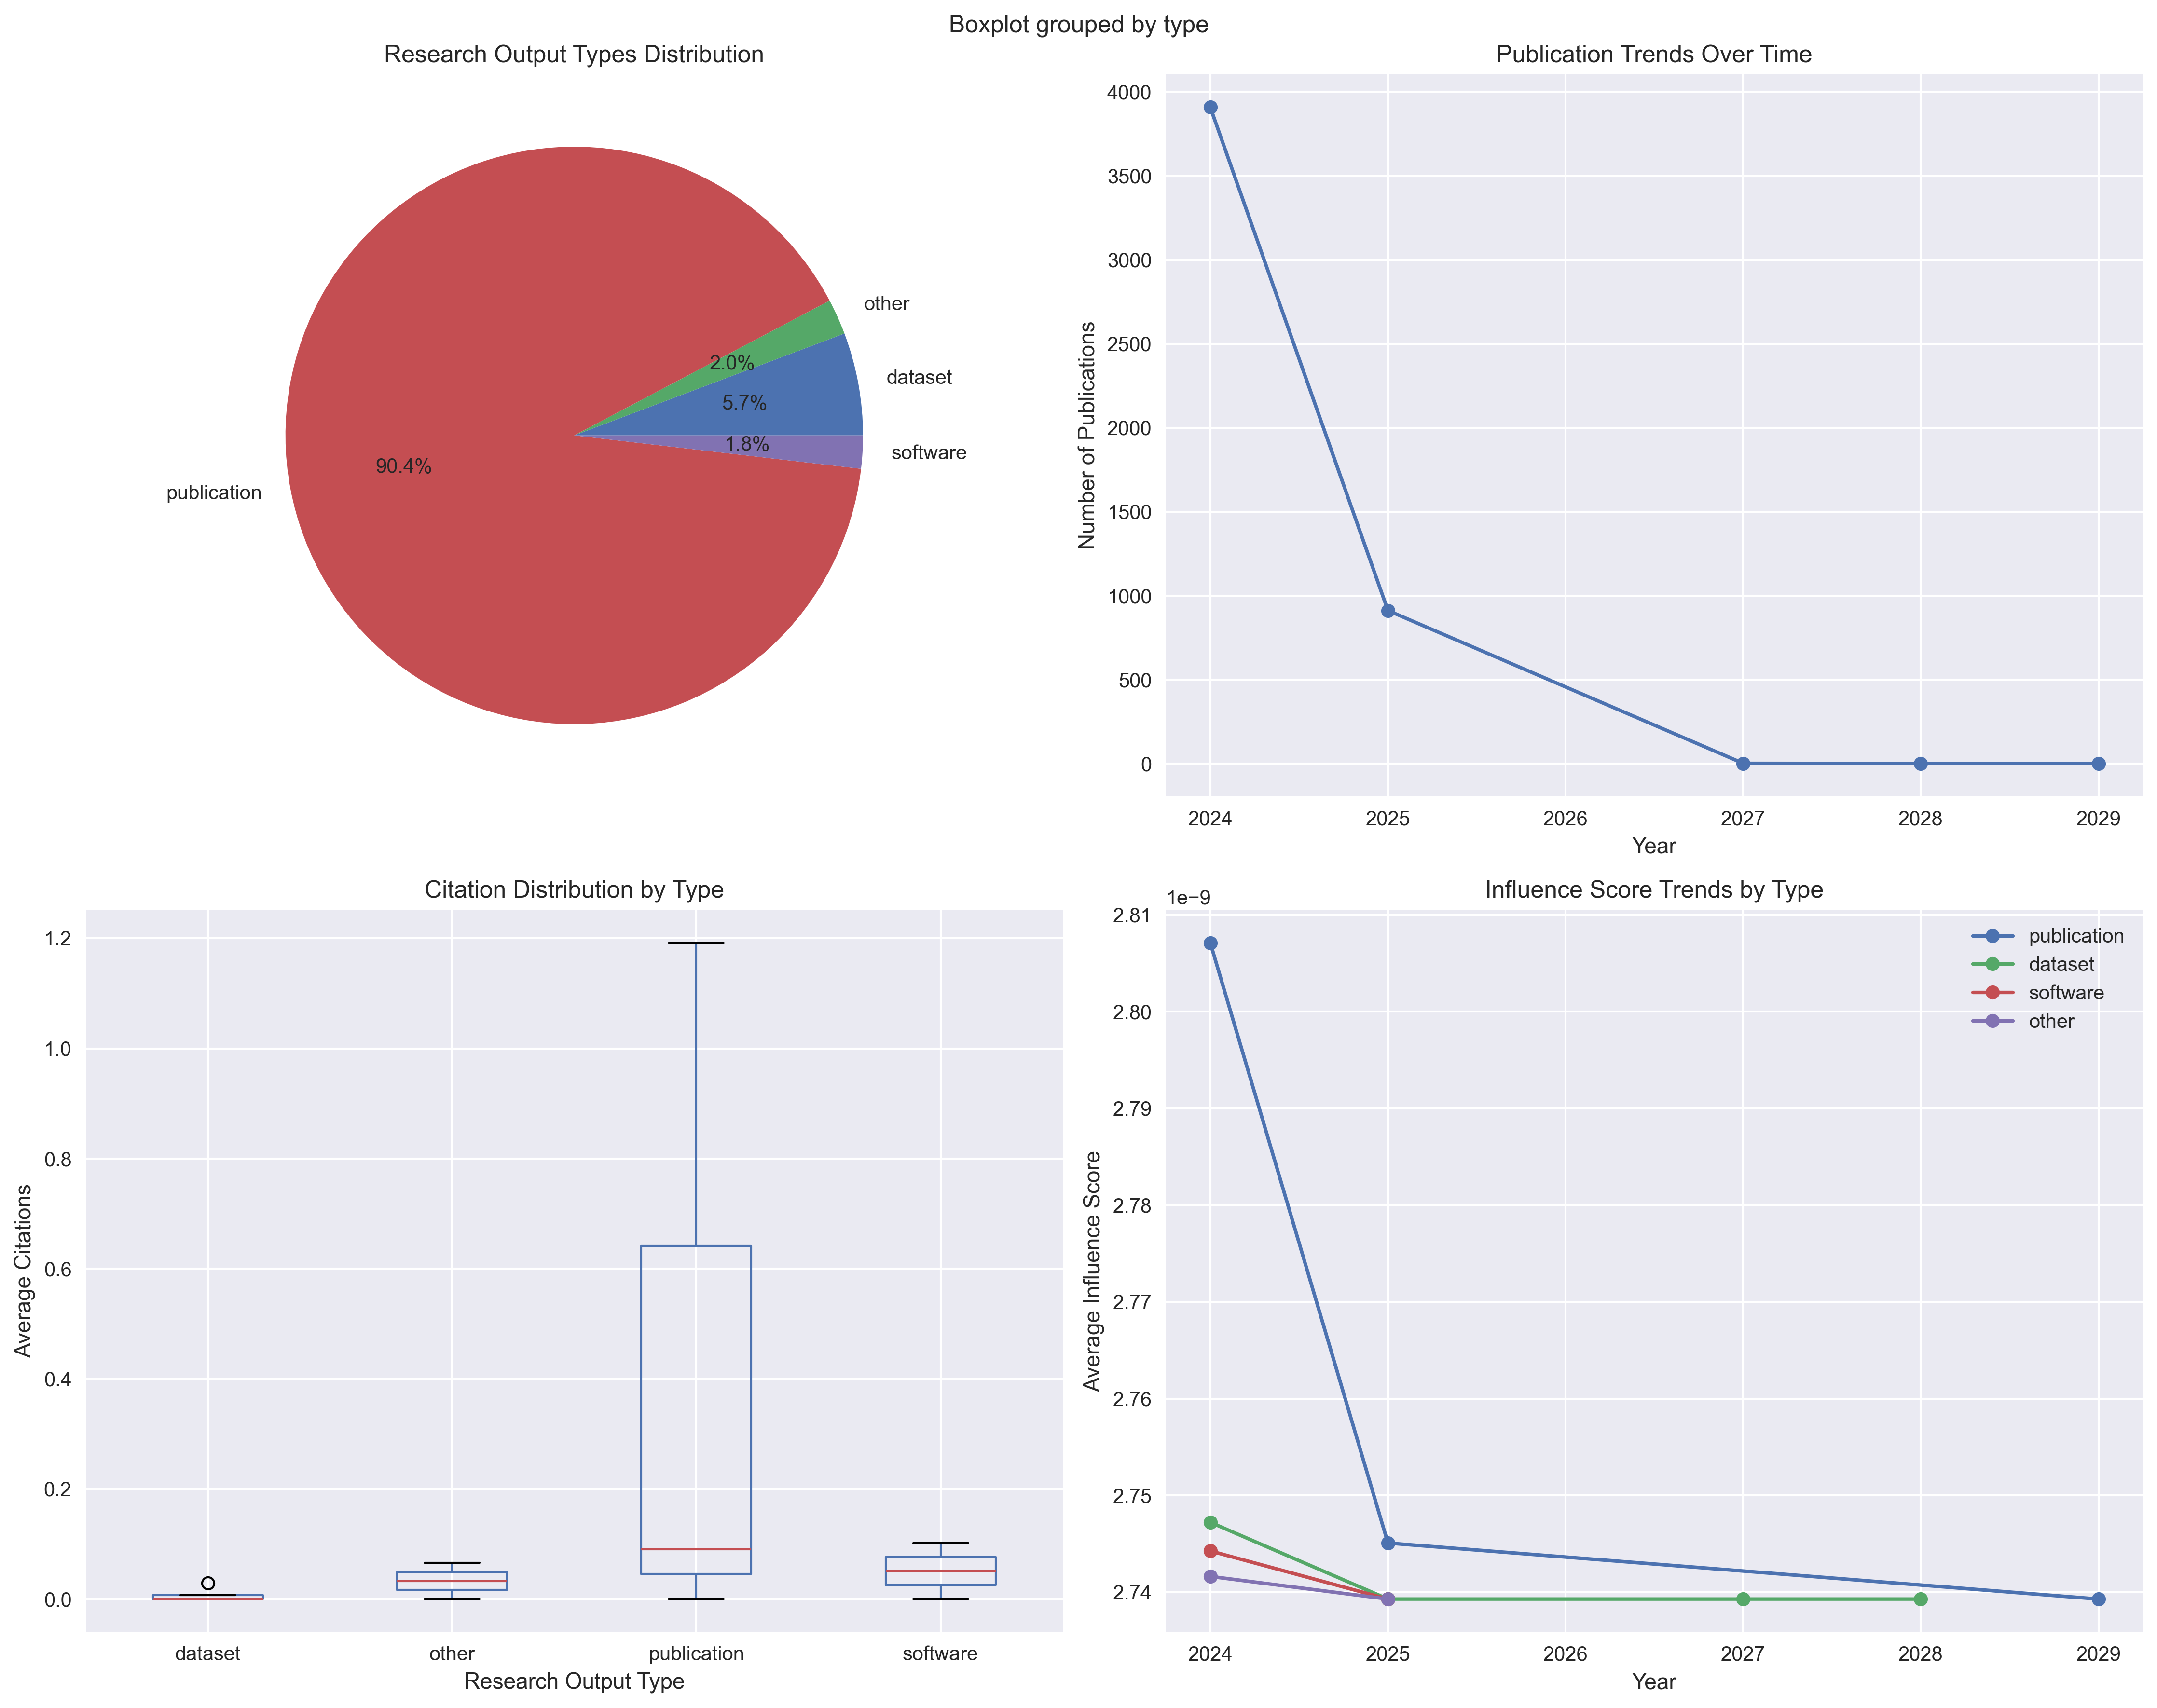 Boxplot grouped by type
Research Output Types Distribution
other
2.0%
dataset
5.7%
1.8%
software
90.4%
publication
Publication Trends Over Time
4000
3500
3000
2500
2000
1500
1000
500
0
Number of Publications
2024 2025 2026 2027 2028 2029
Year
Citation Distribution by Type
1.2
1.0
0.8
0.6
0.4
0.2
0.0
Average Citations
dataset other publication software
Research Output Type
Influence Score Trends by Type
1e−9
2.81
2.80
2.79
2.78
2.77
2.76
2.75
2.74
Average Influence Score
publication
dataset
software
other
2024 2025 2026 2027 2028 2029
Year